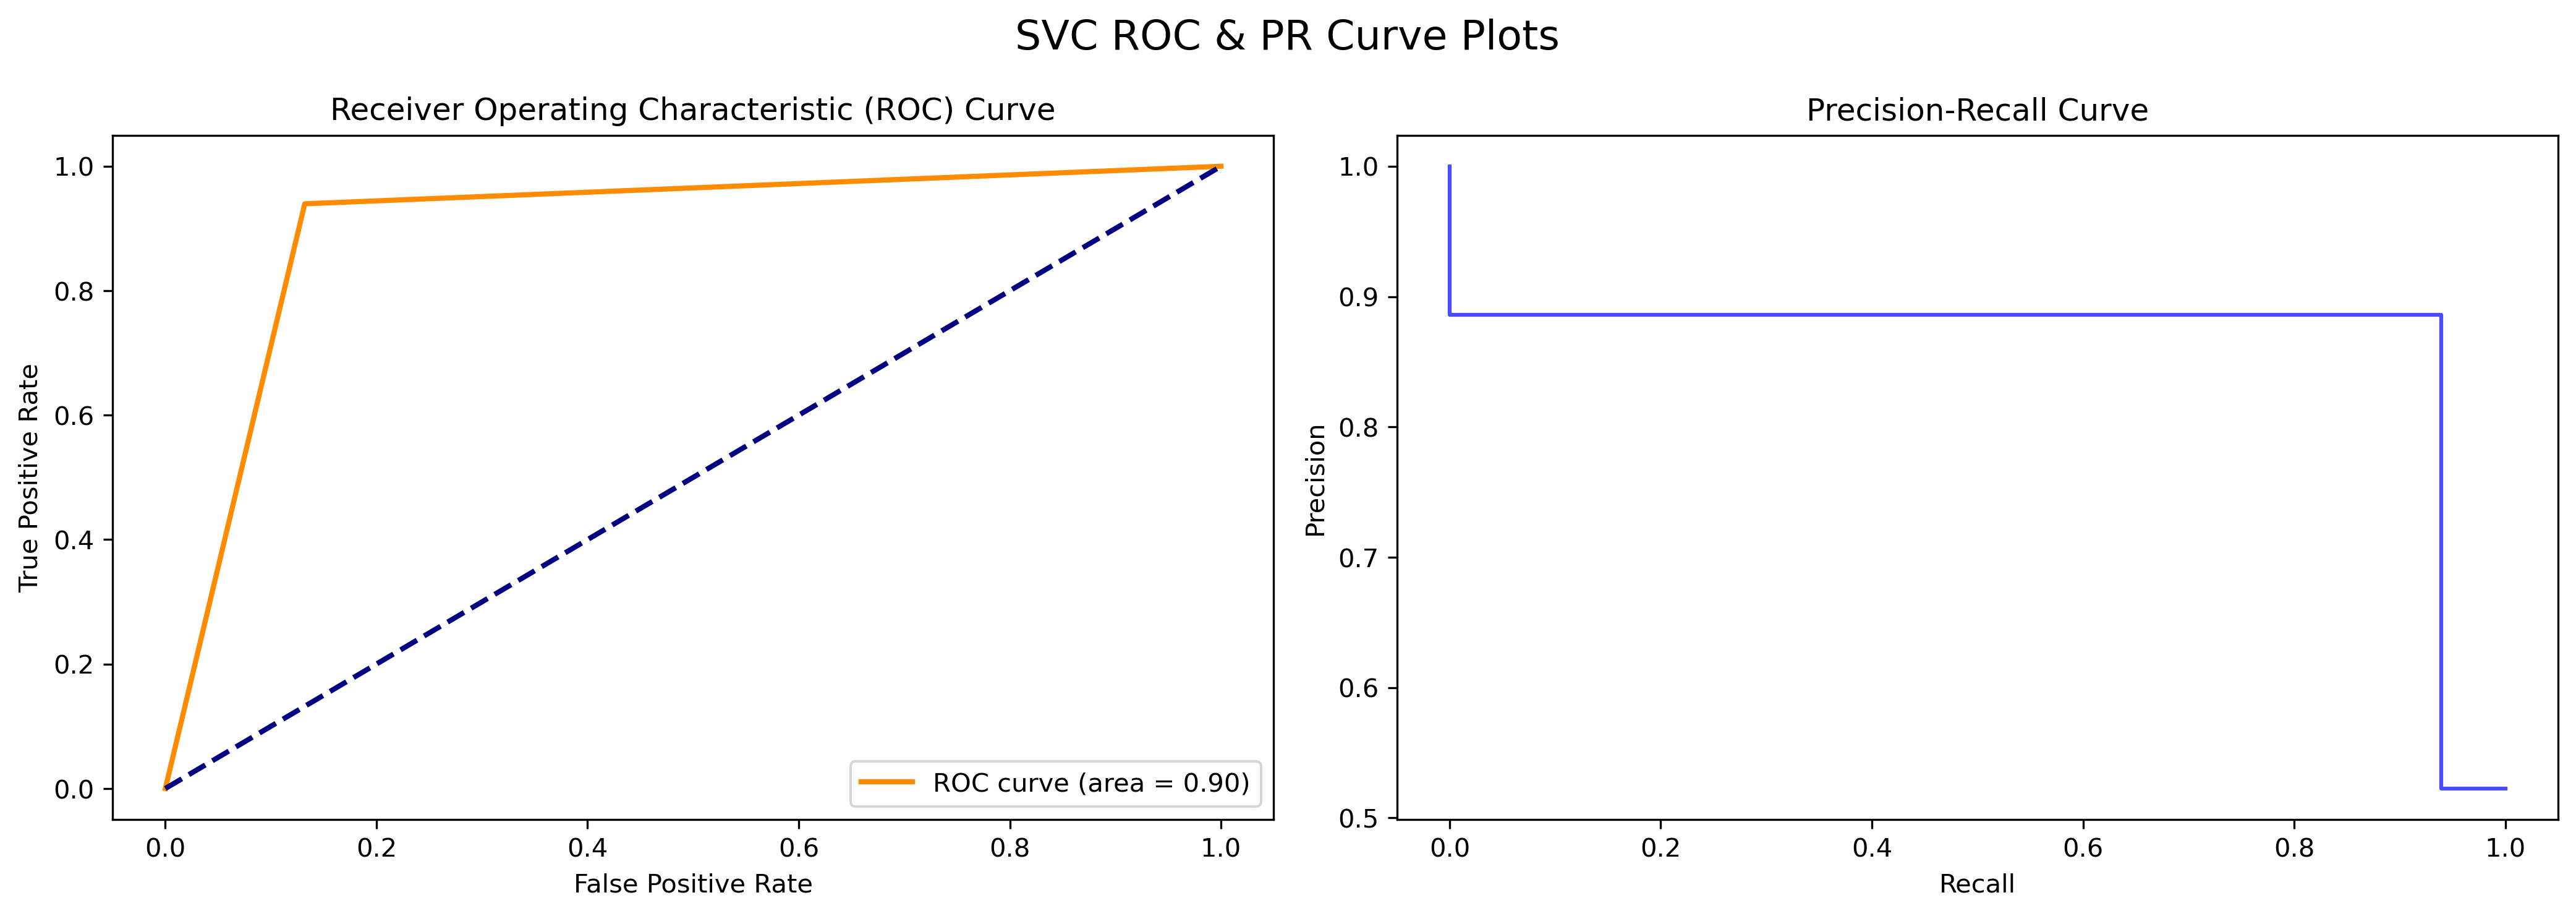 SVC ROC & PR Curve Plots
Receiver Operating Characteristic (ROC) Curve
1.0
0.8
0.6
0.4
0.2
0.0
True Positive Rate
0.0 0.2 0.4 0.6 0.8 1.0
False Positive Rate
ROC curve (area = 0.90)
Precision-Recall Curve
1.0
0.9
0.8
0.7
0.6
0.5
Precision
0.0 0.2 0.4 0.6 0.8 1.0
Recall